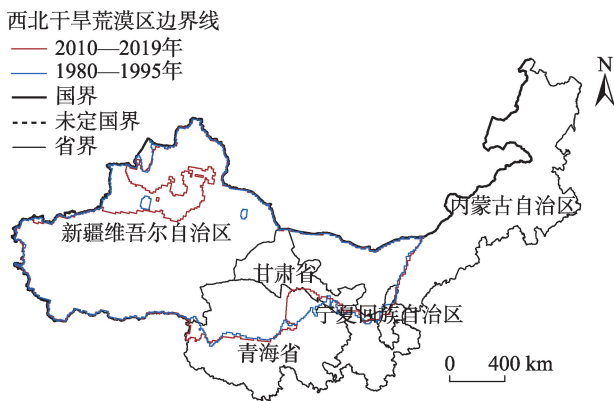 西北干旱荒漠区边界线
2010—2019年
1980—1995年
国界
未定国界
省界
N
内蒙古自治区
新疆维吾尔自治区
甘肃省
宁夏回族自治区
青海省
0 400 km